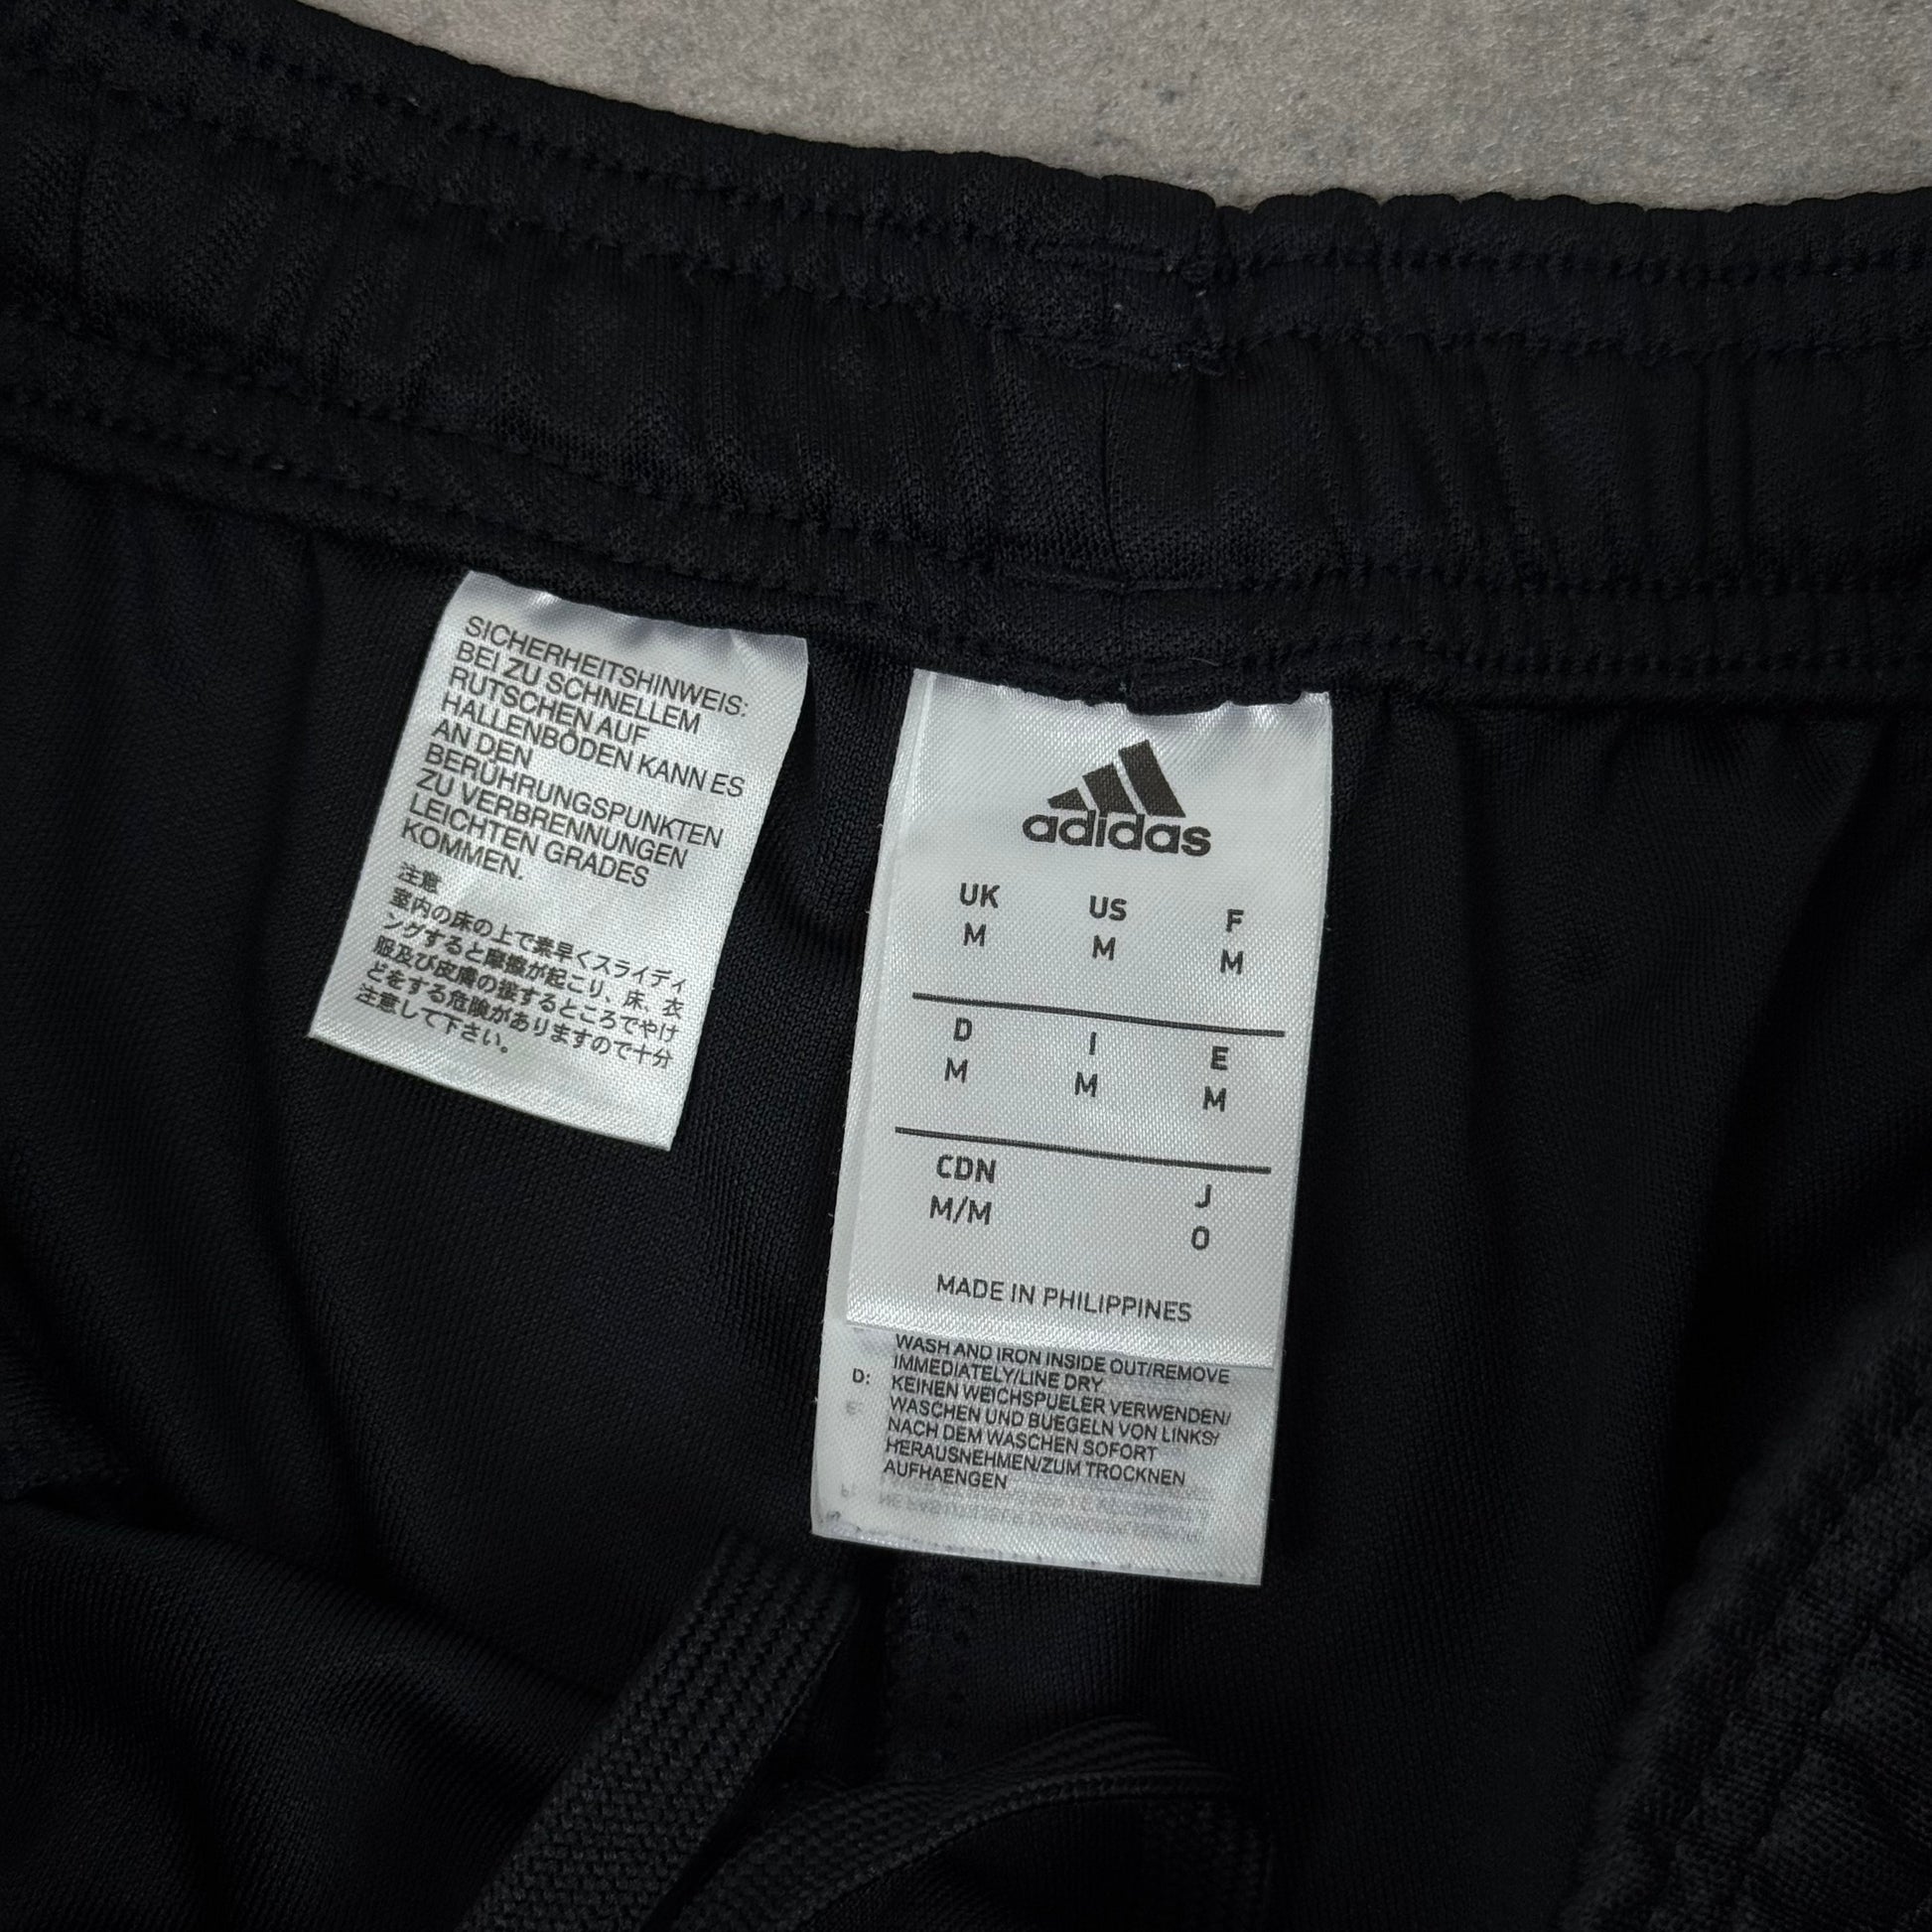 SICHERHEITSHINWEIS:
BEI ZU SCHNELLEM
RUTSCHEN AUF
HALLENBÖDEN KANN ES
AN DEN
BERÜHRUNGSPUNKTEN
ZU VERBRENNUNGEN
LEICHTEN GRADES
KOMMEN.
注意
室内の床の上で素早くスライディ
ングすると摩擦が起こり、床、衣
服及び皮膚の接するところでやけ
どをする危険がありますので十分
注意して下さい。
adidas
UK US F
M M M
D I E
M M M
CDN J
M/M O
MADE IN PHILIPPINES
WASH AND IRON INSIDE OUT/REMOVE
IMMEDIATELY/LINE DRY
D: KEINEN WEICHSPUELER VERWENDEN/
WASCHEN UND BUEGELN VON LINKS/
NACH DEM WASCHEN SOFORT
HERAUSNEHMEN/ZUM TROCKNEN
AUFHAENGEN